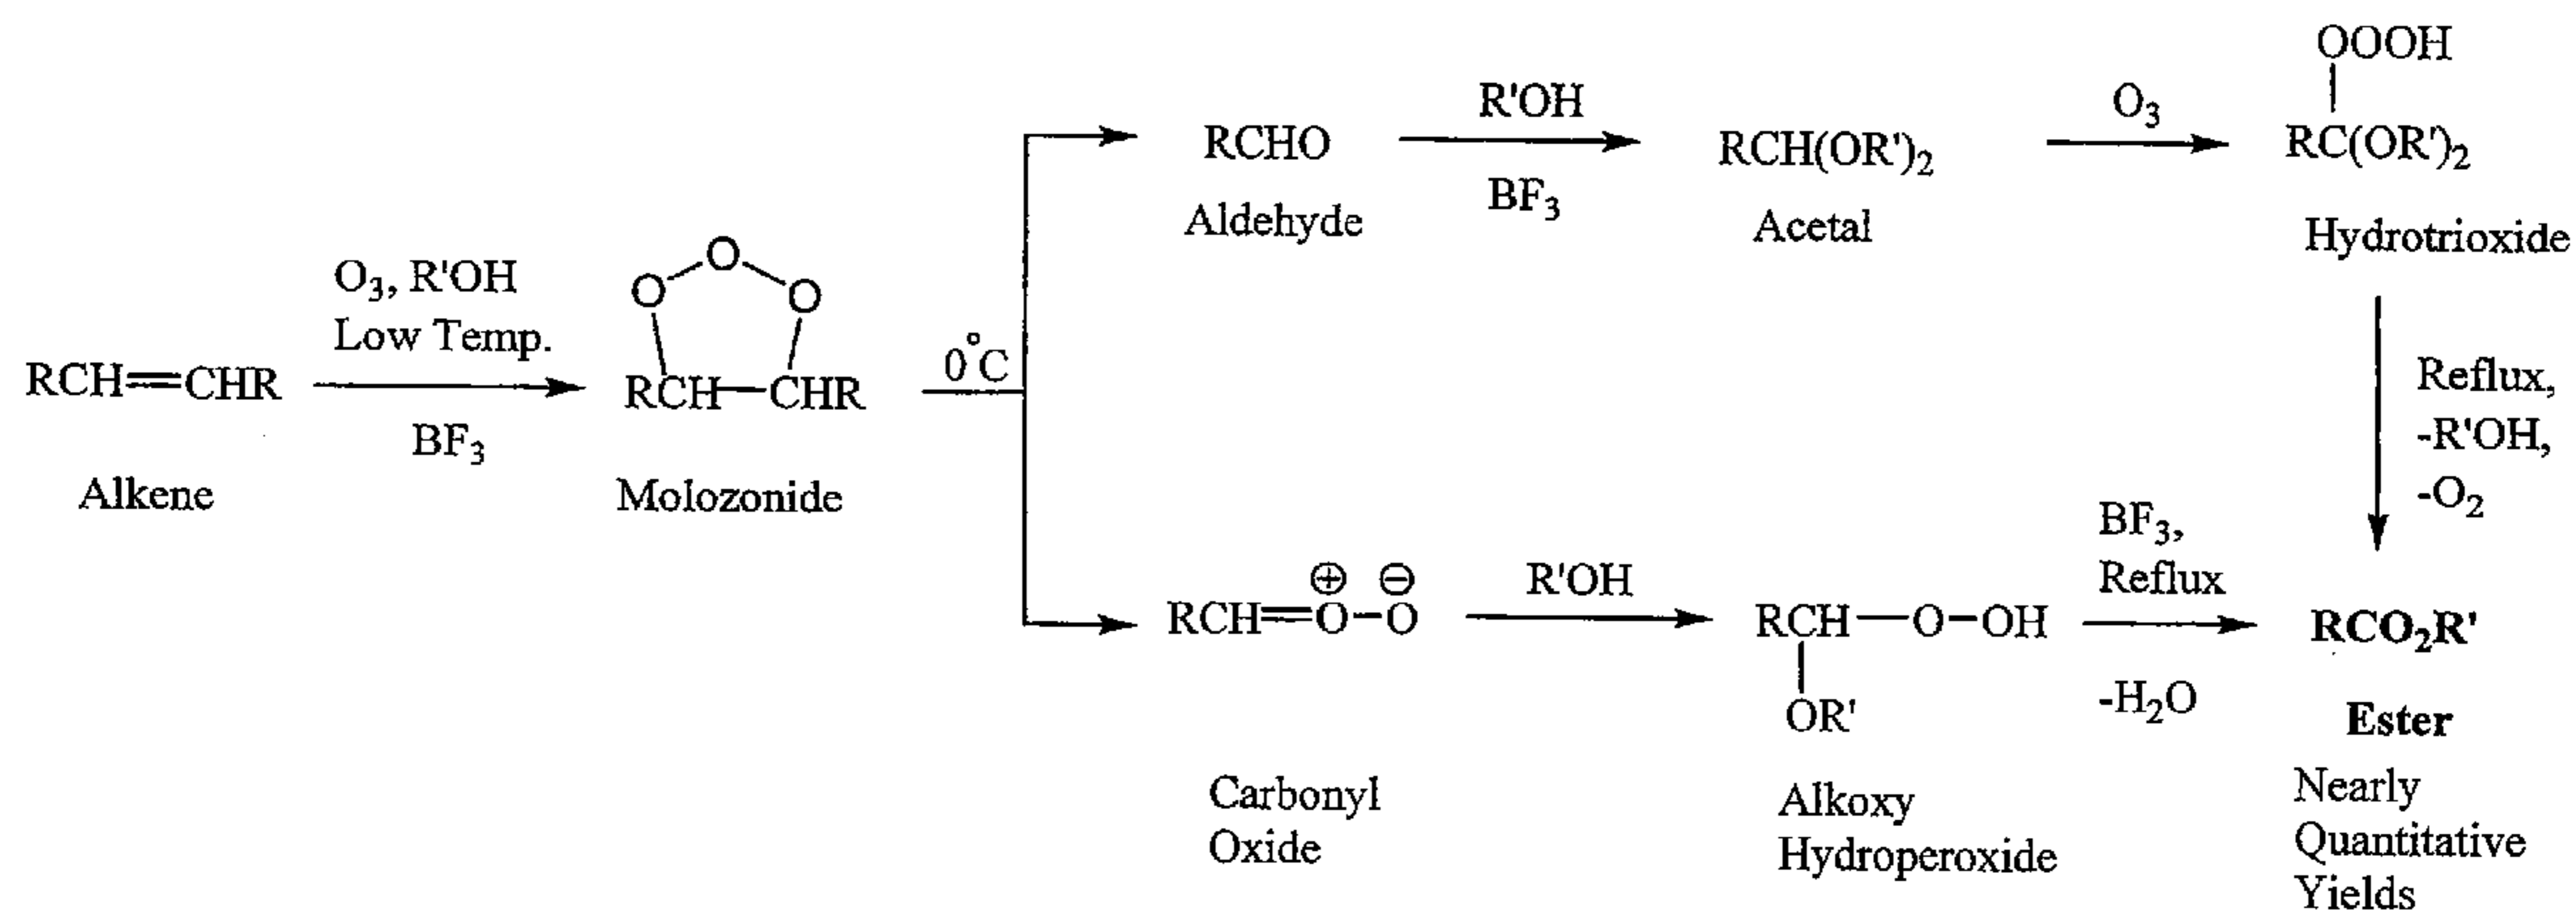 RCH=CHR
Alkene
O₃, R'OH
Low Temp.
BF₃
O O O
RCH—CHR
Molozonide
0°C
RCHO
Aldehyde
R'OH
BF₃
RCH(OR')₂
Acetal
O₃
OOOH
RC(OR')₂
Hydrotrioxide
Reflux,
-R'OH,
-O₂
RCH=O⊕-O⊖
Carbonyl
Oxide
R'OH
RCH—O-OH
OR'
Alkoxy
Hydroperoxide
BF₃,
Reflux
-H₂O
RCO₂R'
Ester
Nearly
Quantitative
Yields